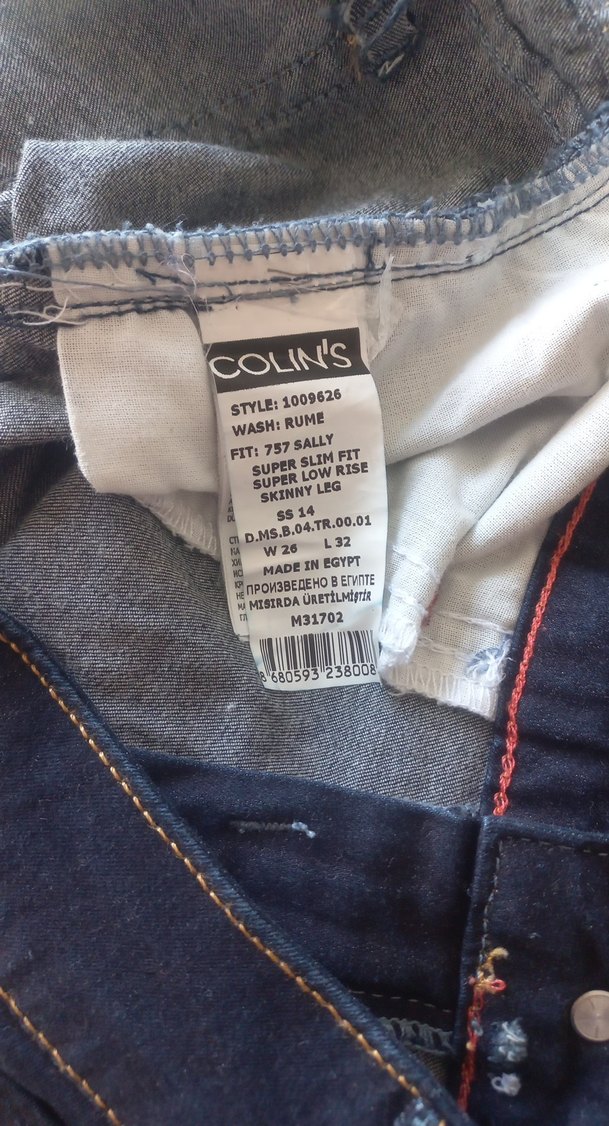 COLIN'S
STYLE: 1009626
WASH: RUME
FIT: 757 SALLY
SUPER SLIM FIT
SUPER LOW RISE
SKINNY LEG
SS 14
D.MS.B.04.TR.00.01
W 26 L 32
MADE IN EGYPT
ПРОИЗВЕДЕНО В ЕГИПТЕ
MISIRDA ÜRETİLMİŞTİR
M31702
8 680593 238008